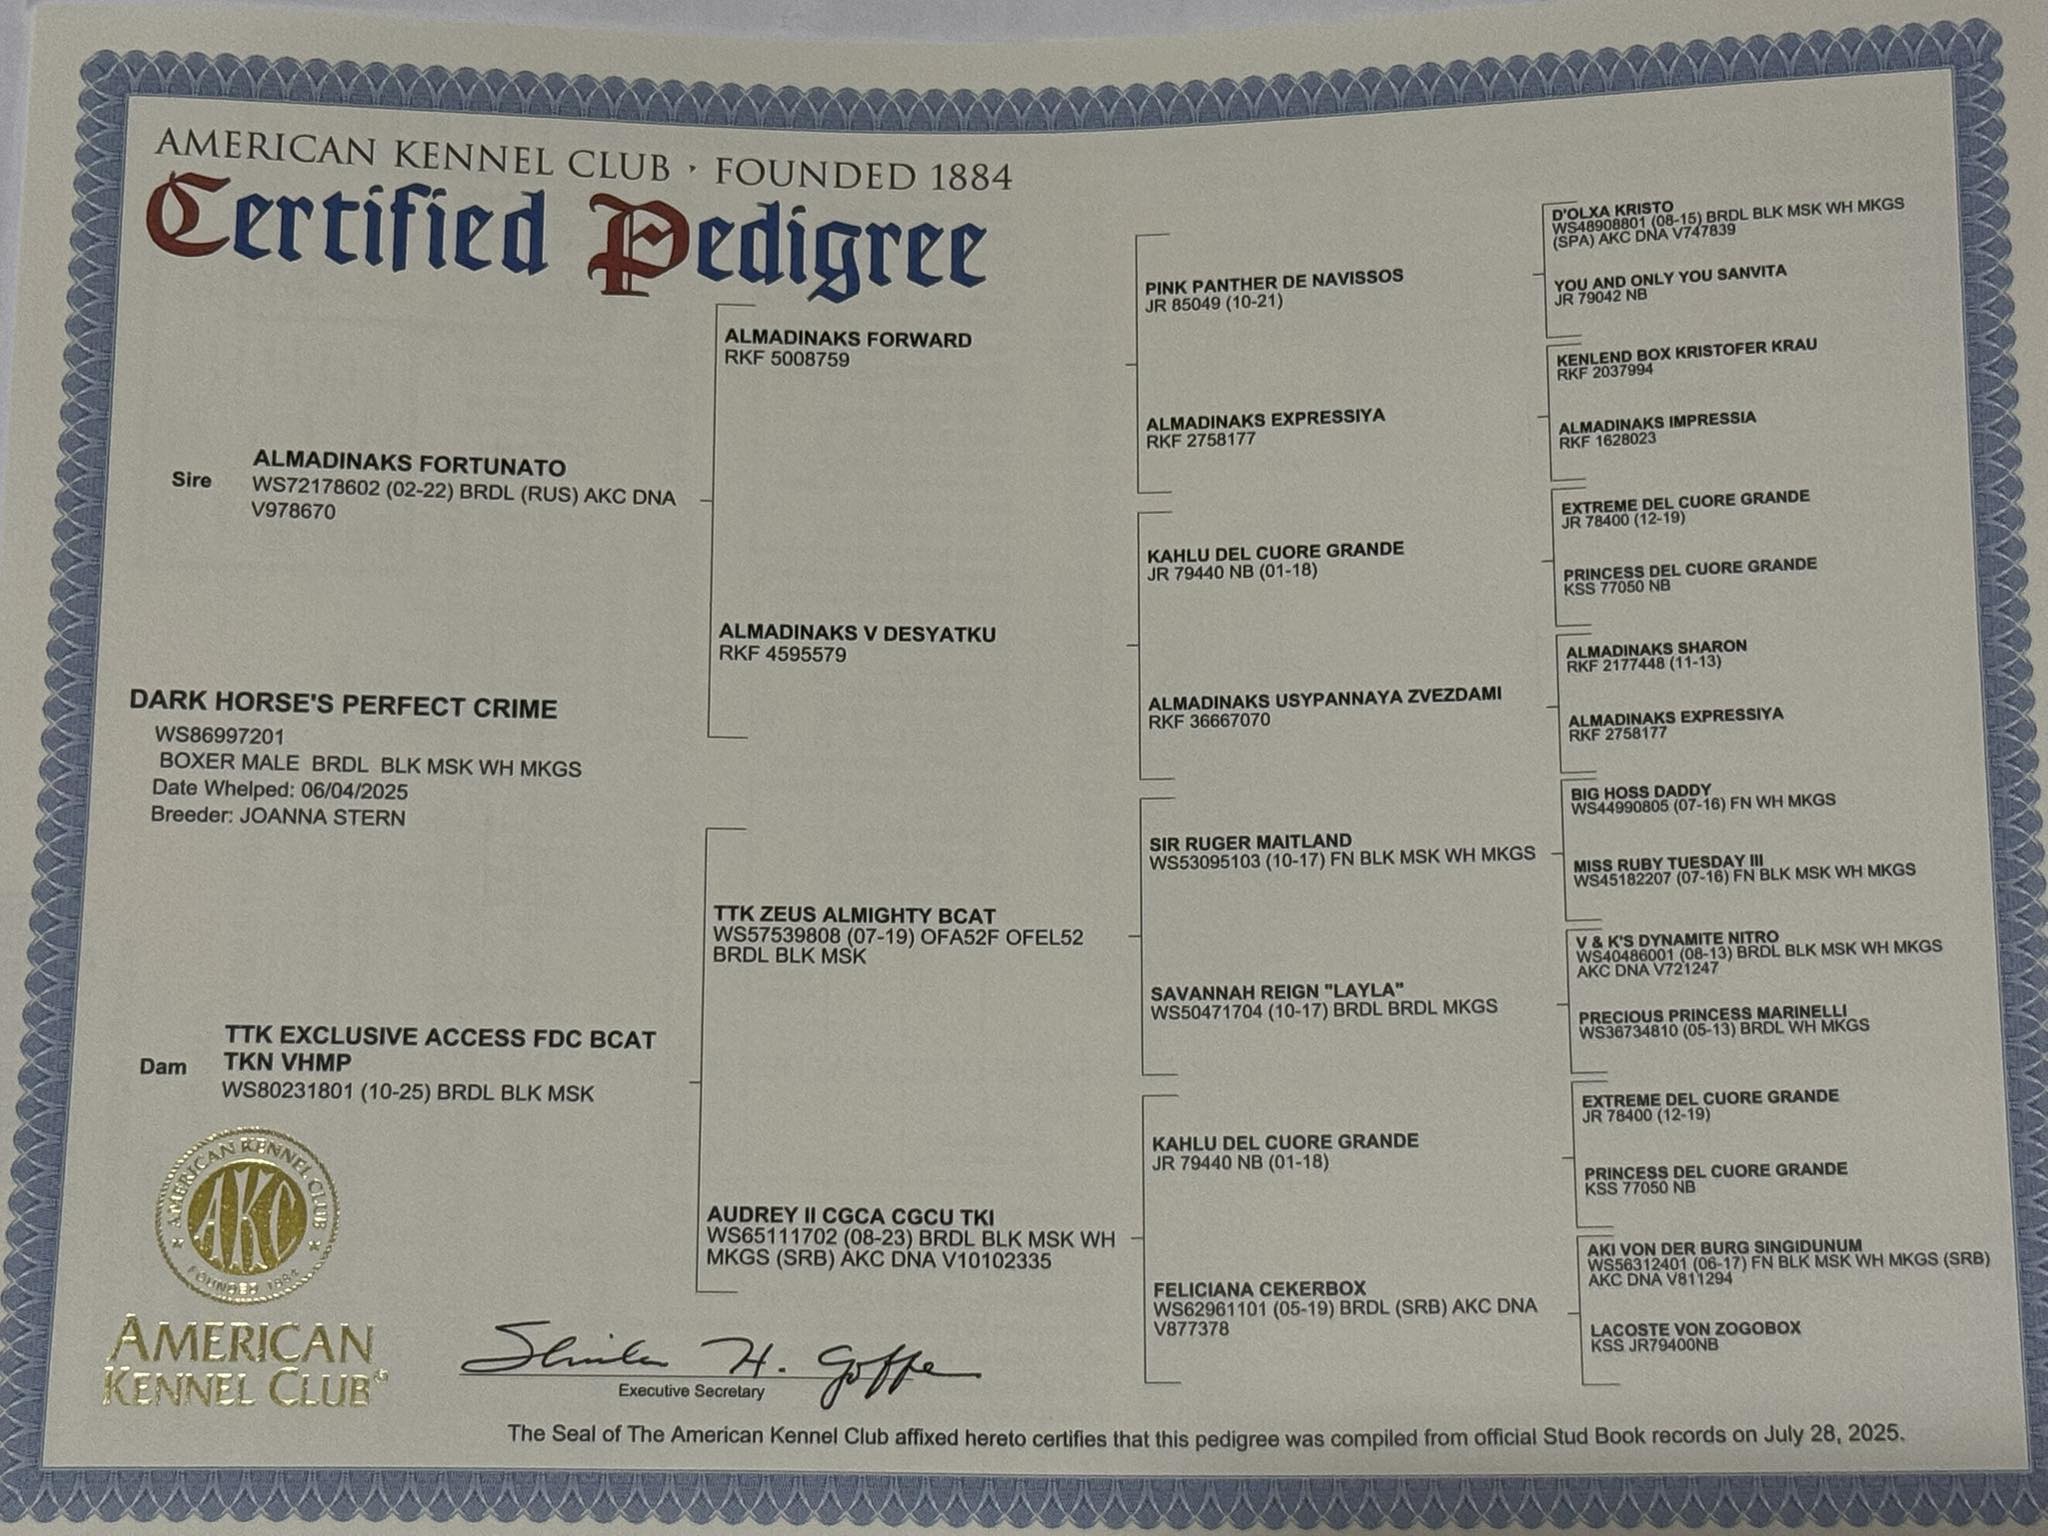 AMERICAN KENNEL CLUB · FOUNDED 1884
Certified Pedigree
Sire
ALMADINAKS FORTUNATO
WS72178602 (02-22) BRDL (RUS) AKC DNA
V978670
DARK HORSE'S PERFECT CRIME
WS86997201
BOXER MALE BRDL BLK MSK WH MKGS
Date Whelped: 06/04/2025
Breeder: JOANNA STERN
Dam
TTK EXCLUSIVE ACCESS FDC BCAT
TKN VHMP
WS80231801 (10-25) BRDL BLK MSK
ALMADINAKS FORWARD
RKF 5008759
ALMADINAKS V DESYATKU
RKF 4595579
TTK ZEUS ALMIGHTY BCAT
WS57539808 (07-19) OFA52F OFEL52
BRDL BLK MSK
AUDREY II CGCA CGCU TKI
WS65111702 (08-23) BRDL BLK MSK WH
MKGS (SRB) AKC DNA V10102335
PINK PANTHER DE NAVISSOS
JR 85049 (10-21)
ALMADINAKS EXPRESSIYA
RKF 2758177
KAHLU DEL CUORE GRANDE
JR 79440 NB (01-18)
ALMADINAKS USYPANNAYA ZVEZDAMI
RKF 36667070
SIR RUGER MAITLAND
WS53095103 (10-17) FN BLK MSK WH MKGS
SAVANNAH REIGN "LAYLA"
WS50471704 (10-17) BRDL BRDL MKGS
KAHLU DEL CUORE GRANDE
JR 79440 NB (01-18)
FELICIANA CEKERBOX
WS62961101 (05-19) BRDL (SRB) AKC DNA
V877378
D'OLXA KRISTO
WS48908801 (08-15) BRDL BLK MSK WH MKGS
(SPA) AKC DNA V747839
YOU AND ONLY YOU SANVITA
JR 79042 NB
KENLEND BOX KRISTOFER KRAU
RKF 2037994
ALMADINAKS IMPRESSIA
RKF 1628023
EXTREME DEL CUORE GRANDE
JR 78400 (12-19)
PRINCESS DEL CUORE GRANDE
KSS 77050 NB
ALMADINAKS SHARON
RKF 2177448 (11-13)
ALMADINAKS EXPRESSIYA
RKF 2758177
BIG HOSS DADDY
WS44990805 (07-16) FN WH MKGS
MISS RUBY TUESDAY III
WS45182207 (07-16) FN BLK MSK WH MKGS
V & K'S DYNAMITE NITRO
WS40486001 (08-13) BRDL BLK MSK WH MKGS
AKC DNA V721247
PRECIOUS PRINCESS MARINELLI
WS36734810 (05-13) BRDL WH MKGS
EXTREME DEL CUORE GRANDE
JR 78400 (12-19)
PRINCESS DEL CUORE GRANDE
KSS 77050 NB
AKI VON DER BURG SINGIDUNUM
WS56312401 (06-17) FN BLK MSK WH MKGS (SRB)
AKC DNA V811294
LACOSTE VON ZOGOBOX
KSS JR79400NB
AMERICAN KENNEL CLUB
AKC
FOUNDED 1884
AMERICAN
KENNEL CLUB®
H. Goffe
Executive Secretary
The Seal of The American Kennel Club affixed hereto certifies that this pedigree was compiled from official Stud Book records on July 28, 2025.